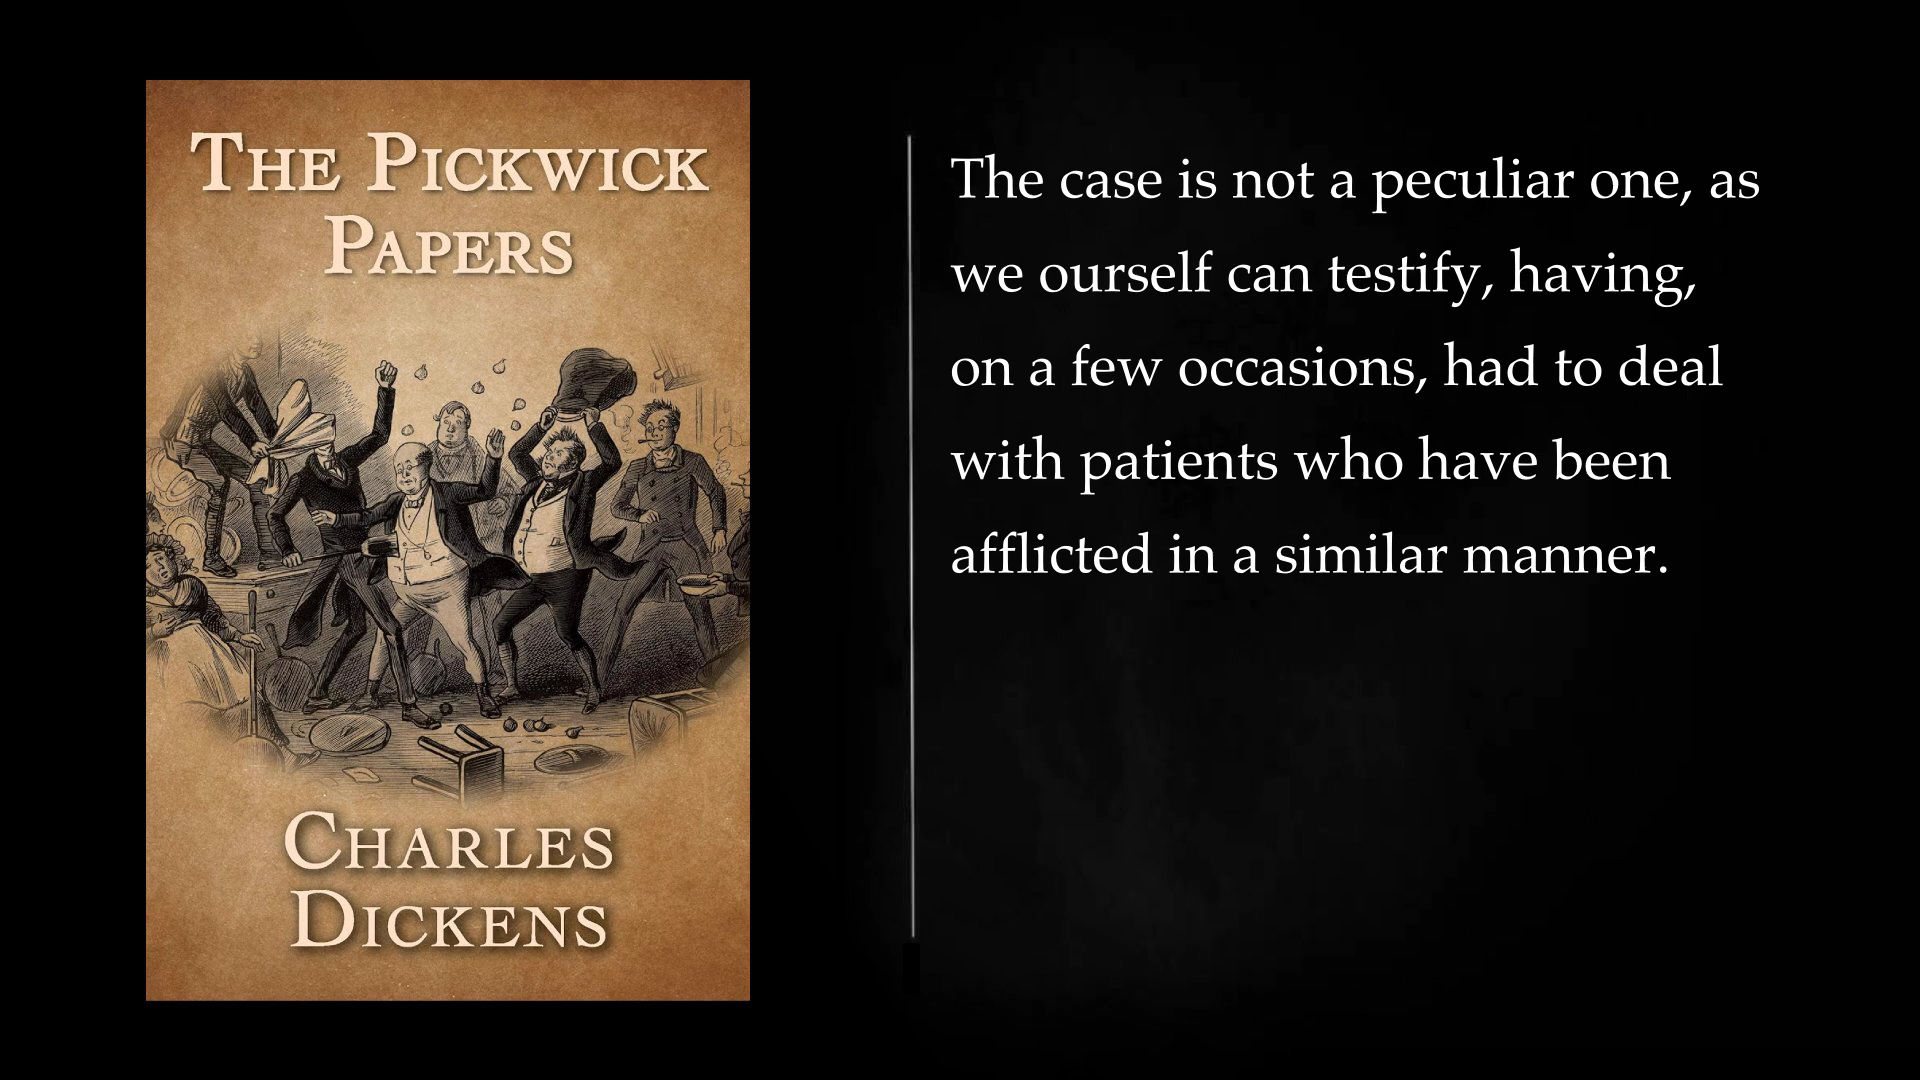 The Pickwick
Papers
Charles
Dickens
The case is not a peculiar one, as
we ourself can testify, having,
on a few occasions, had to deal
with patients who have been
afflicted in a similar manner.